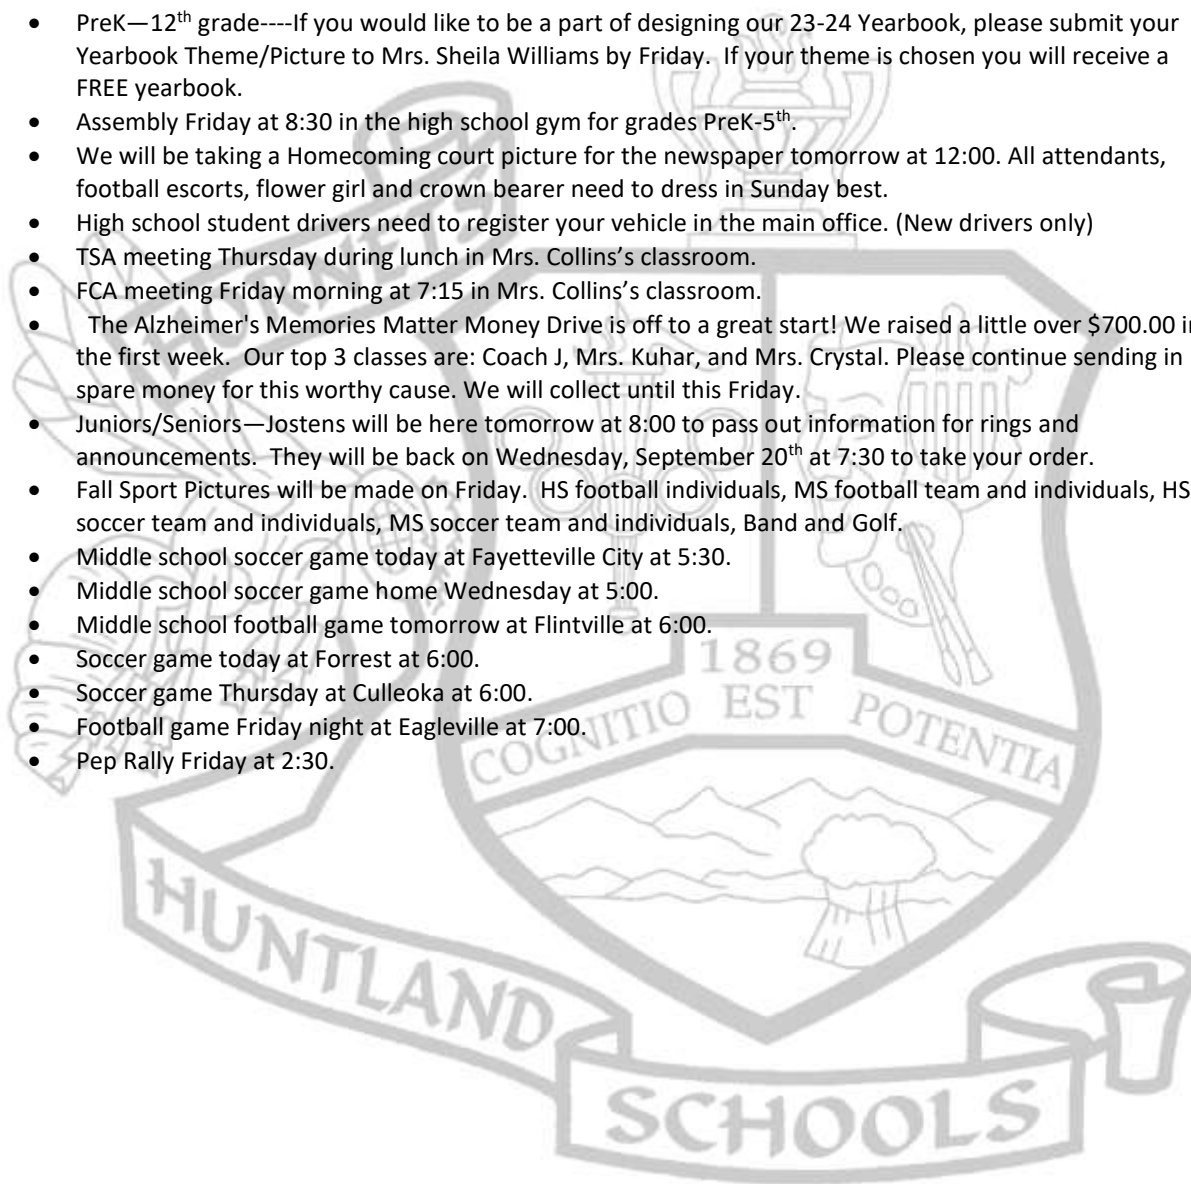 • PreK—12th grade----If you would like to be a part of designing our 23-24 Yearbook, please submit your
Yearbook Theme/Picture to Mrs. Sheila Williams by Friday.  If your theme is chosen you will receive a
FREE yearbook.
• Assembly Friday at 8:30 in the high school gym for grades PreK-5th.
• We will be taking a Homecoming court picture for the newspaper tomorrow at 12:00. All attendants,
football escorts, flower girl and crown bearer need to dress in Sunday best.
• High school student drivers need to register your vehicle in the main office. (New drivers only)
• TSA meeting Thursday during lunch in Mrs. Collins’s classroom.
• FCA meeting Friday morning at 7:15 in Mrs. Collins’s classroom.
• The Alzheimer's Memories Matter Money Drive is off to a great start! We raised a little over $700.00 in
the first week.  Our top 3 classes are: Coach J, Mrs. Kuhar, and Mrs. Crystal. Please continue sending in
spare money for this worthy cause. We will collect until this Friday.
• Juniors/Seniors—Jostens will be here tomorrow at 8:00 to pass out information for rings and
announcements.  They will be back on Wednesday, September 20th at 7:30 to take your order.
• Fall Sport Pictures will be made on Friday.  HS football individuals, MS football team and individuals, HS
soccer team and individuals, MS soccer team and individuals, Band and Golf.
• Middle school soccer game today at Fayetteville City at 5:30.
• Middle school soccer game home Wednesday at 5:00.
• Middle school football game tomorrow at Flintville at 6:00.
• Soccer game today at Forrest at 6:00.
• Soccer game Thursday at Culleoka at 6:00.
• Football game Friday night at Eagleville at 7:00.
• Pep Rally Friday at 2:30.
HORNETS
1869
COGNITIO EST POTENTIA
HUNTLAND
SCHOOLS